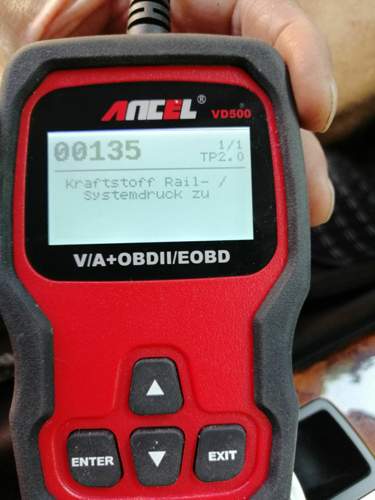 ANCEL® VD500
00135 1/1
TP2.0
Kraftstoff Rail- /
Systemdruck zu
V/A+OBDII/EOBD
ENTER EXIT